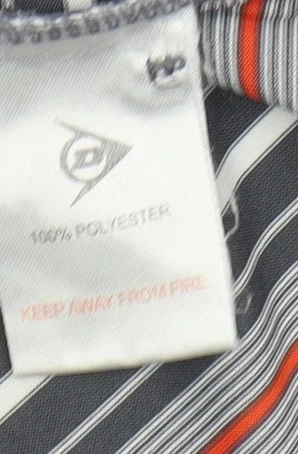 100% POLYESTER
KEEP AWAY FROM FIRE